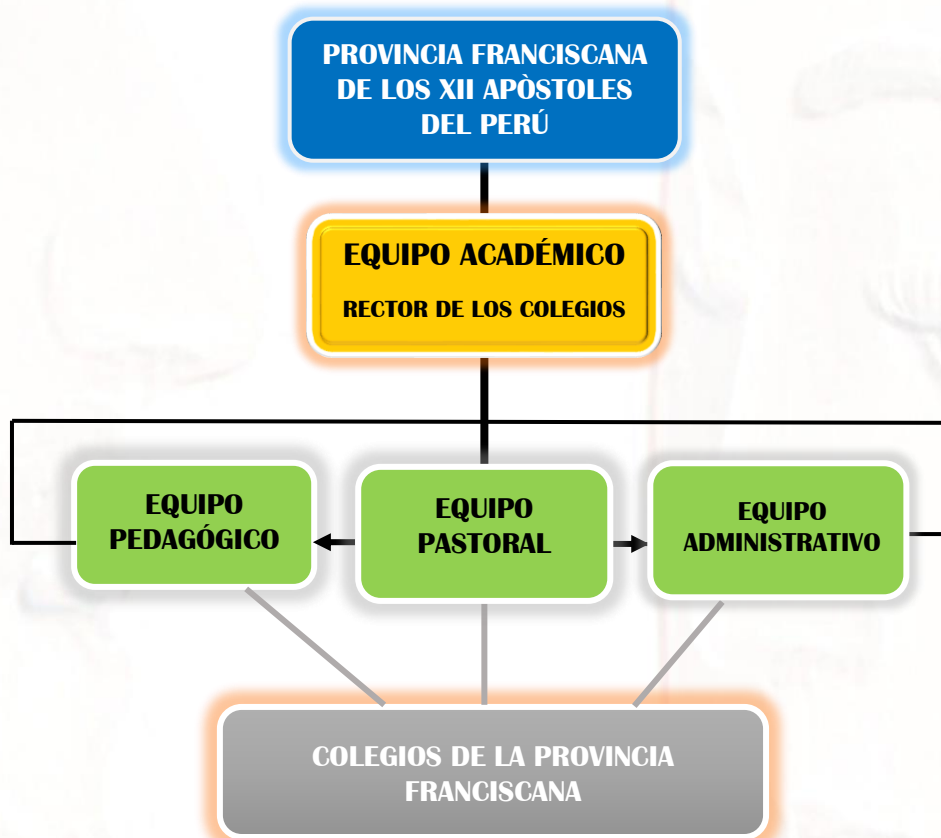 PROVINCIA FRANCISCANA
DE LOS XII APÒSTOLES
DEL PERÚ
EQUIPO ACADÉMICO
RECTOR DE LOS COLEGIOS
EQUIPO
PEDAGÓGICO
EQUIPO
PASTORAL
EQUIPO
ADMINISTRATIVO
COLEGIOS DE LA PROVINCIA
FRANCISCANA